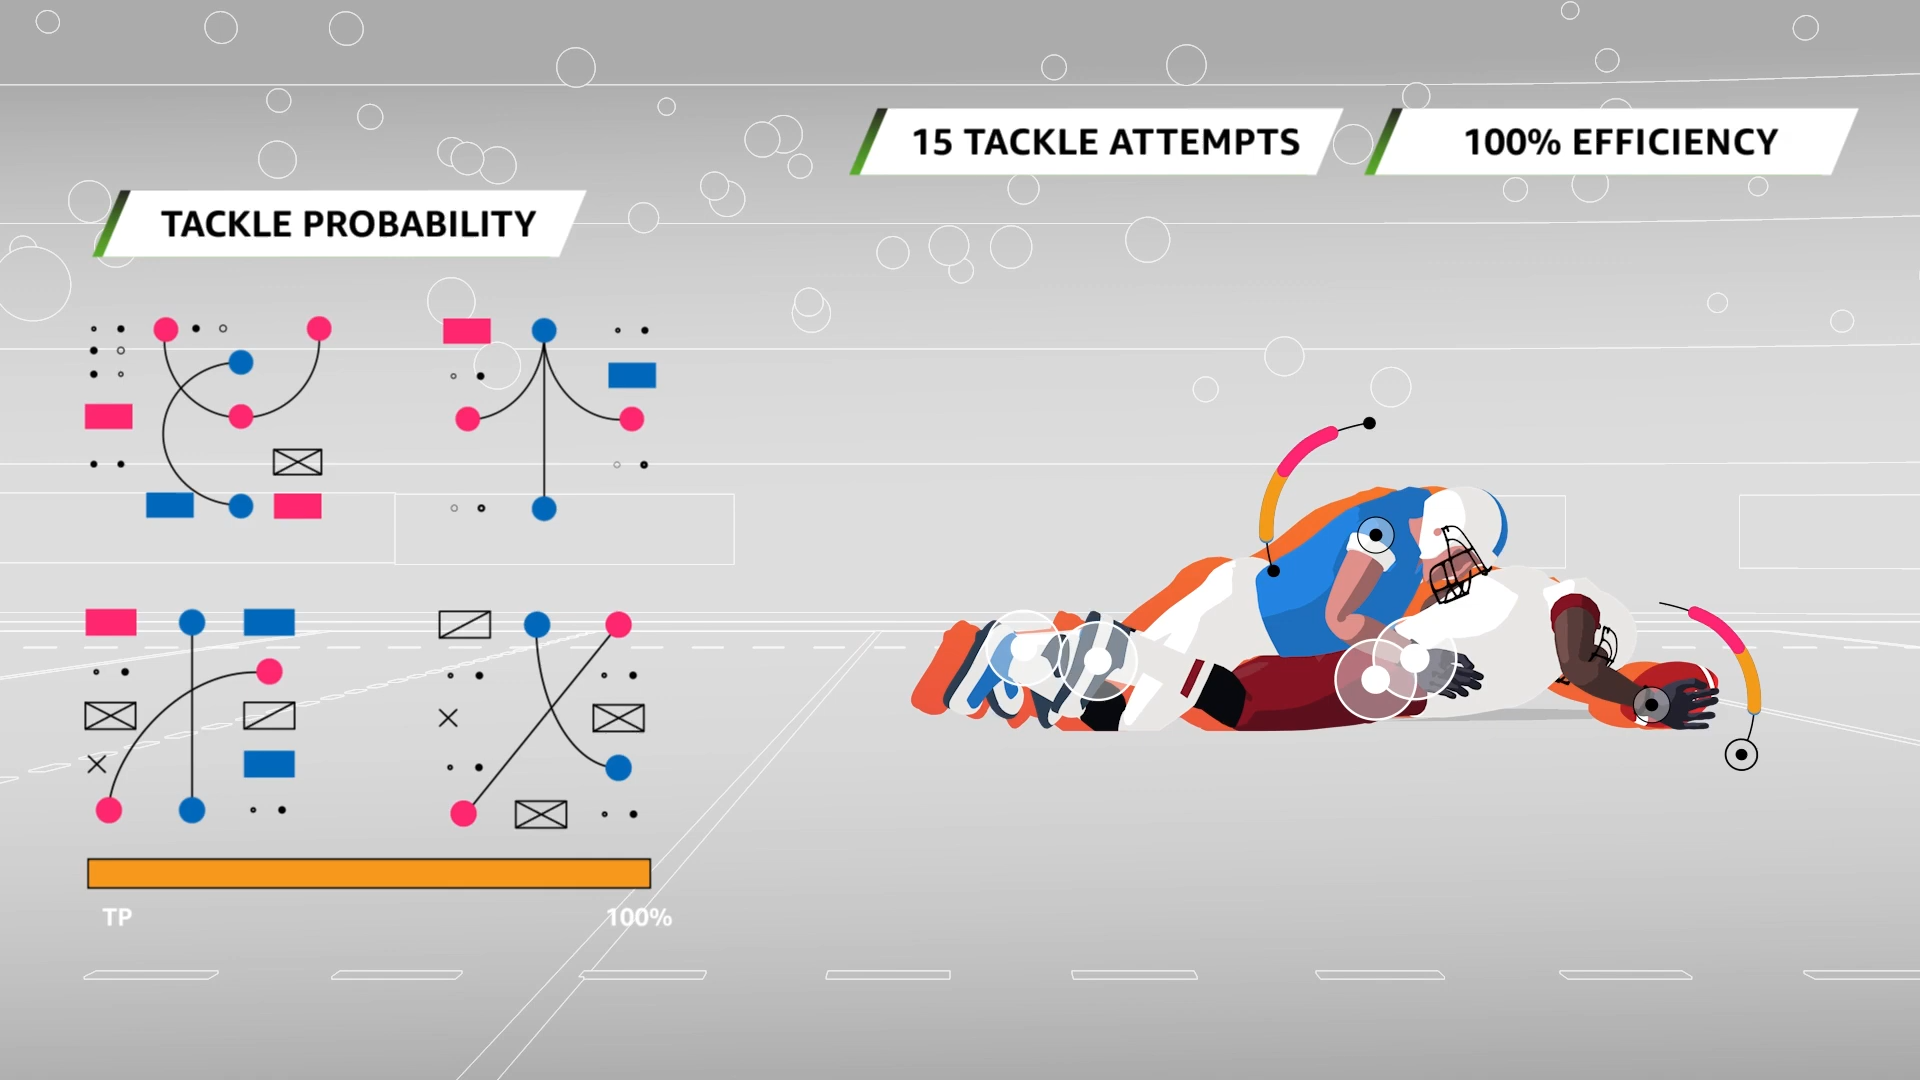 15 TACKLE ATTEMPTS
100% EFFICIENCY
TACKLE PROBABILITY
TP
100%